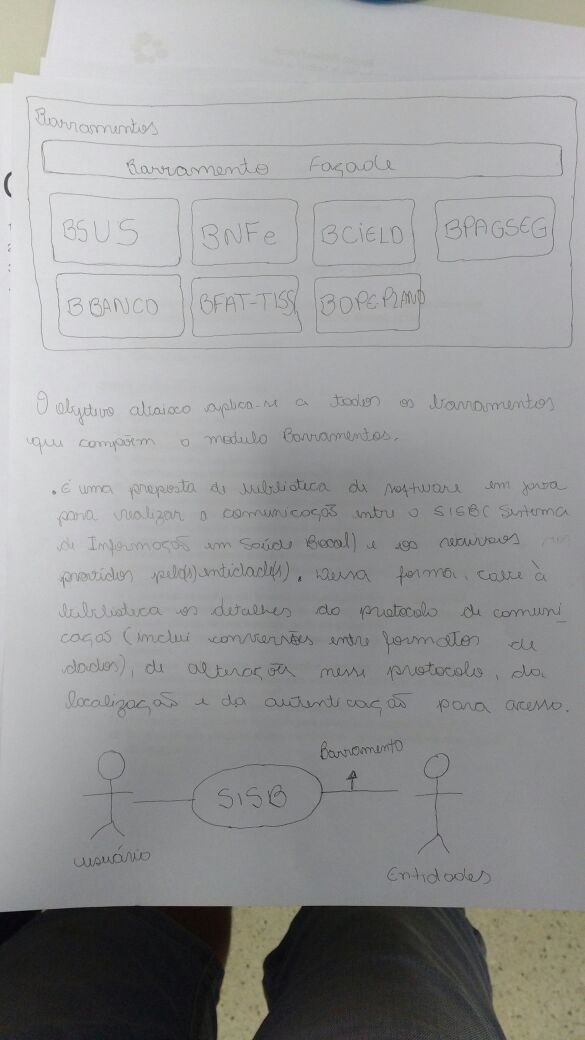 Barramentos
Barramento Façade
BSUS BNFe BCIELO BPAGSEG
BBANCO BFAT-TISS BOPEPLANO
O objetivo abaixo aplica-se a todos os barramentos
que compõem o modulo Barramentos.
. É uma proposta de biblioteca de software em java
para realizar a comunicação entre o SISB (Sistema
de Informação em Saúde Bucal) e os recursos
providos pela(s) entidade(s). Dessa forma, cabe à
biblioteca os detalhes do protocolo de comuni
cação (inclui conversões entre formatos de
dados), de alterações nesse protocolo, da
localização e da autenticação para acesso.
Barramento
SISB
usuário
Entidades